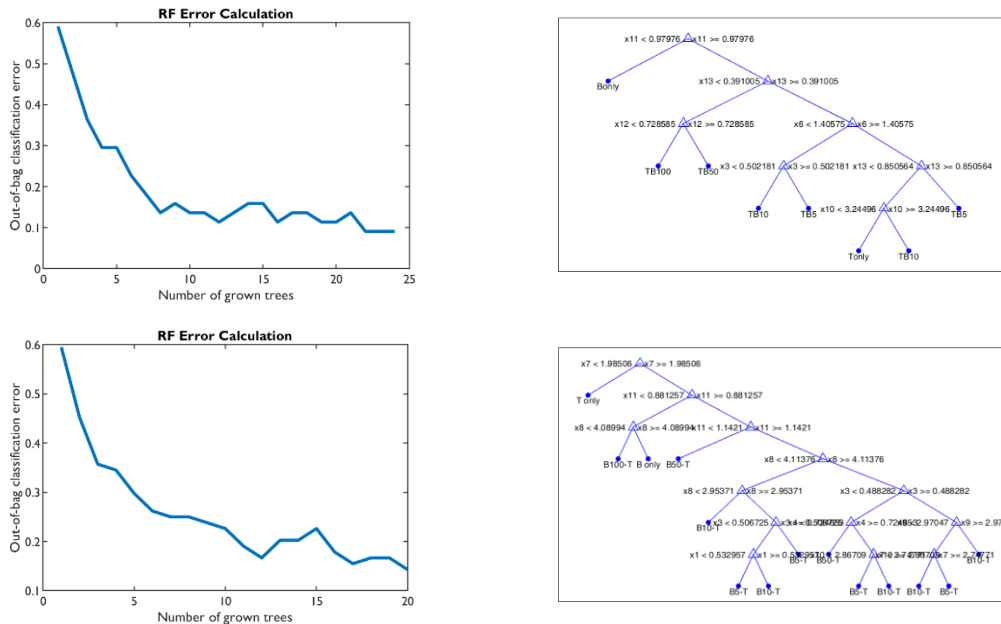 RF Error Calculation
0.6
0.5
0.4
0.3
0.2
0.1
0
0 5 10 15 20 25
Out-of-bag classification error
Number of grown trees
x11 < 0.97976 x11 >= 0.97976
Bonly
x13 < 0.391005 x13 >= 0.391005
x12 < 0.728585 x12 >= 0.728585
x6 < 1.40575 x6 >= 1.40575
TB100 TB50
x3 < 0.502181 x3 >= 0.502181
x13 < 0.850564 x13 >= 0.850564
TB10 TB5
x10 < 3.24496 x10 >= 3.24496
TB5
Tonly TB10
RF Error Calculation
0.6
0.5
0.4
0.3
0.2
0.1
0 5 10 15 20
Out-of-bag classification error
Number of grown trees
x7 < 1.98506 x7 >= 1.98506
T only
x11 < 0.881257 x11 >= 0.881257
x8 < 4.08994 x8 >= 4.08994
x11 < 1.1421 x11 >= 1.1421
B100-T B only B50-T
x8 < 4.11376 x8 >= 4.11376
x8 < 2.95371 x8 >= 2.95371
x3 < 0.488282 x3 >= 0.488282
B10-T
x3 < 0.506725
x9 >= 2.97
x1 < 0.532957
B5-T B50-T
B10-T
B5-T B10-T B5-T B10-T B10-T B5-T